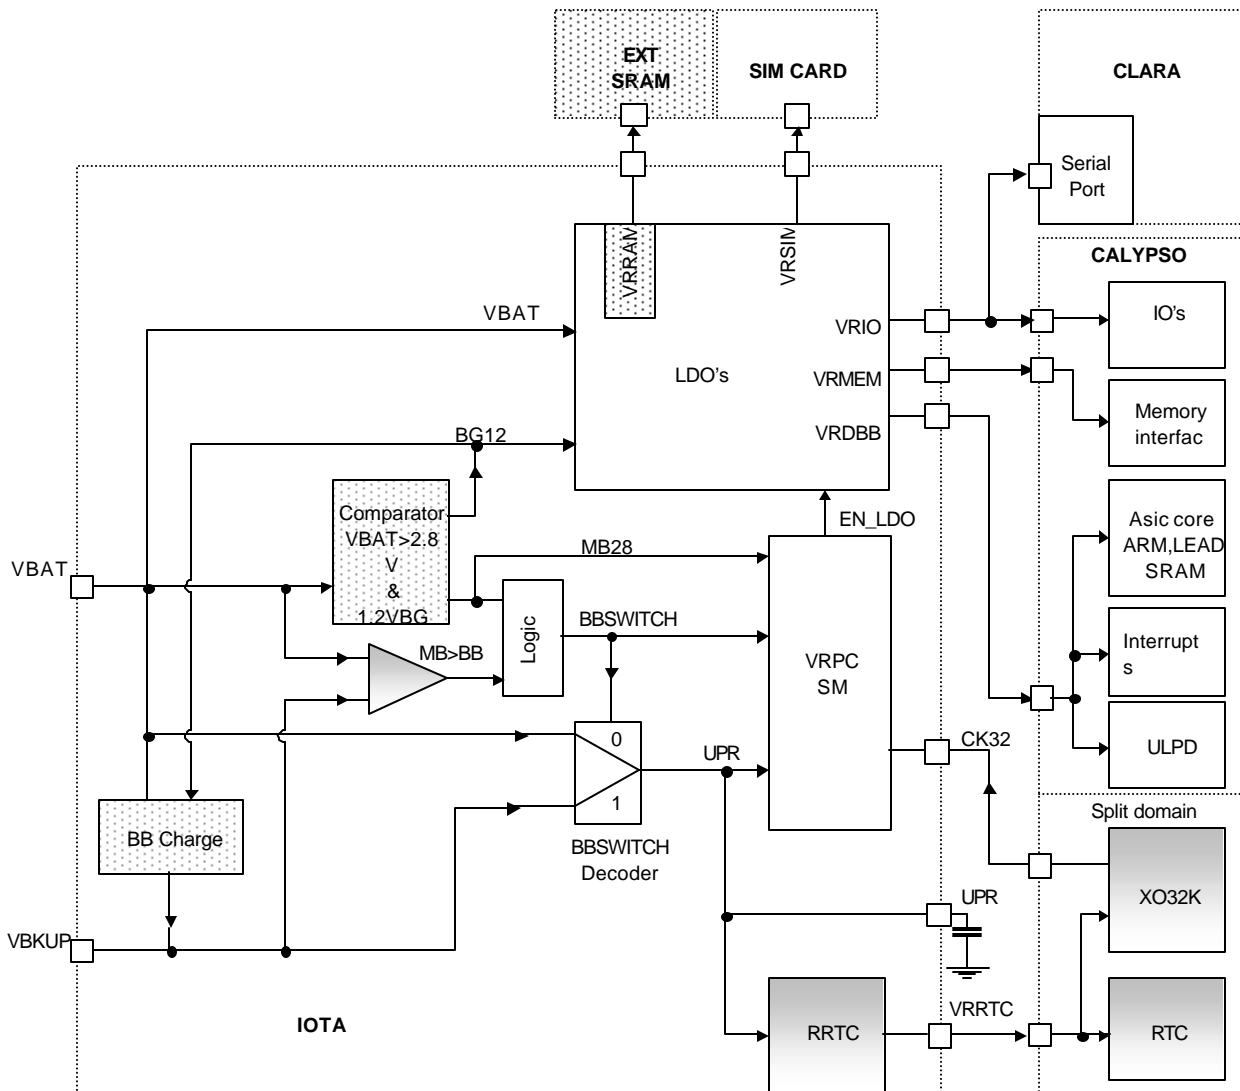 EXT
SRAM
SIM CARD
CLARA
Serial
Port
CALYPSO
VRRAM
VRSIM
VBAT
VRIO
IO's
LDO's
VRMEM
VRDBB
Memory
interfac
BG12
Comparator
VBAT>2.8
V
&
1.2VBG
EN_LDO
Asic core
ARM,LEAD
SRAM
VBAT
MB28
Logic
BBSWITCH
MB>BB
VRPC
SM
Interrupt
s
0
1
UPR
CK32
ULPD
BB Charge
BBSWITCH
Decoder
Split domain
XO32K
UPR
VBKUP
IOTA
RRTC
VRRTC
RTC